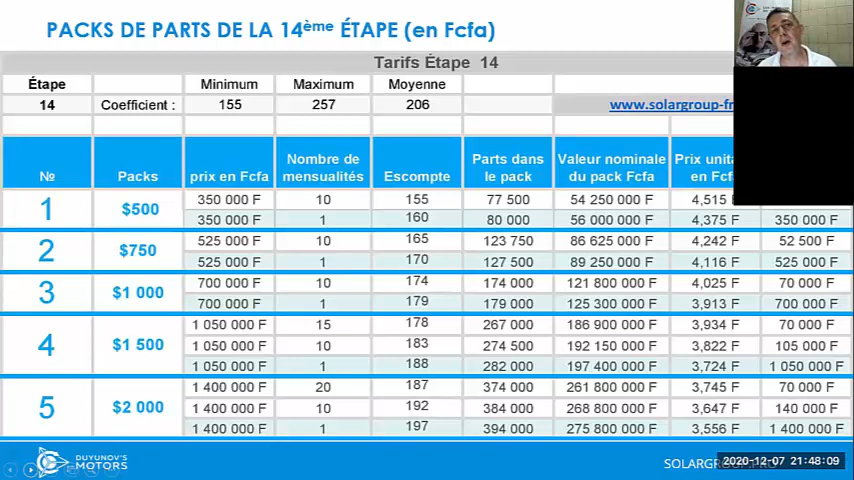 PACKS DE PARTS DE LA 14ème ÉTAPE (en Fcfa)
Tarifs Étape 14
Étape Minimum Maximum Moyenne
14 Coefficient : 155 257 206 www.solargroup-fr
№ Packs prix en Fcfa Nombre de mensualités Escompte Parts dans le pack Valeur nominale du pack Fcfa Prix en Fcf
1 $500 350 000 F 10 155 77 500 54 250 000 F 4,515 F
350 000 F 1 160 80 000 56 000 000 F 4,375 F 350 000 F
2 $750 525 000 F 10 165 123 750 86 625 000 F 4,242 F 52 500 F
525 000 F 1 170 127 500 89 250 000 F 4,116 F 525 000 F
3 $1 000 700 000 F 10 174 174 000 121 800 000 F 4,025 F 70 000 F
700 000 F 1 179 179 000 125 300 000 F 3,913 F 700 000 F
4 $1 500 1 050 000 F 15 178 267 000 186 900 000 F 3,934 F 70 000 F
1 050 000 F 10 183 274 500 192 150 000 F 3,822 F 105 000 F
1 050 000 F 1 188 282 000 197 400 000 F 3,724 F 1 050 000 F
5 $2 000 1 400 000 F 20 187 374 000 261 800 000 F 3,745 F 70 000 F
1 400 000 F 10 192 384 000 268 800 000 F 3,647 F 140 000 F
1 400 000 F 1 197 394 000 275 800 000 F 3,556 F 1 400 000 F
DUYUNOV'S MOTORS
SOLARGR
2020-12-07 21:48:09